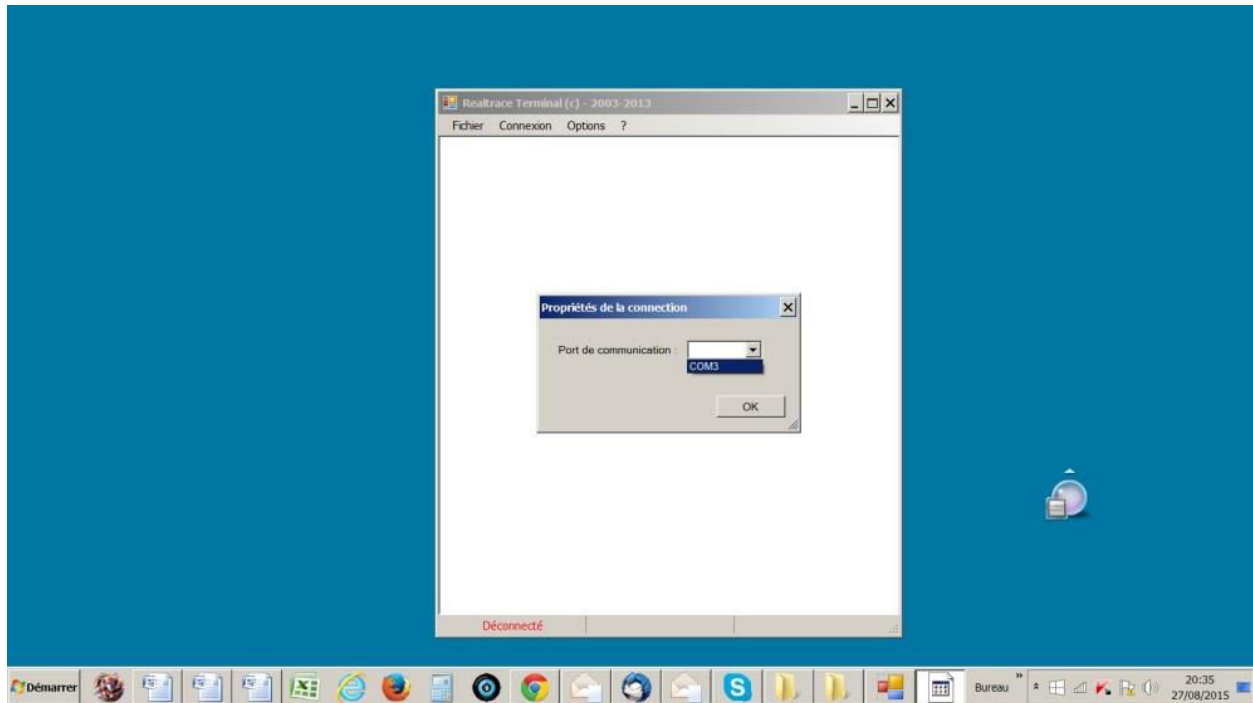 Realtrace Terminal (c) - 2003-2013
Fichier Connexion Options ?
Propriétés de la connection
Port de communication :
COM3
OK
Déconnecté
Démarrer
Bureau
20:35
27/08/2015